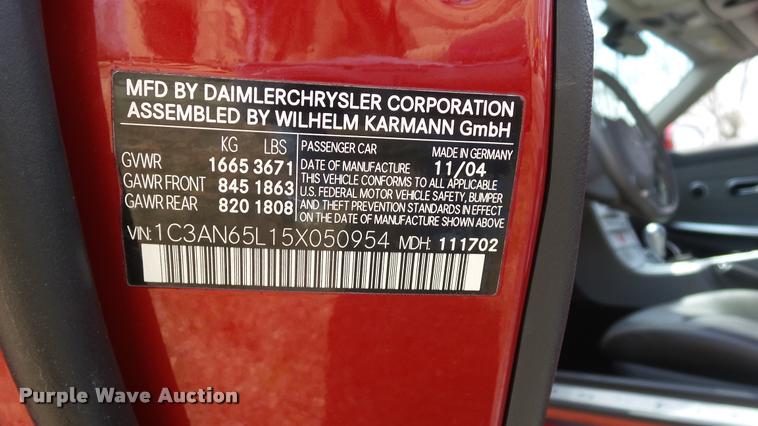 MFD BY DAIMLERCHRYSLER CORPORATION
ASSEMBLED BY WILHELM KARMANN GmbH
KG LBS
GVWR 1665 3671
GAWR FRONT 845 1863
GAWR REAR 820 1808
PASSENGER CAR MADE IN GERMANY
DATE OF MANUFACTURE 11/04
THIS VEHICLE CONFORMS TO ALL APPLICABLE
U.S. FEDERAL MOTOR VEHICLE SAFETY, BUMPER
AND THEFT PREVENTION STANDARDS IN EFFECT
ON THE DATE OF MANUFACTURE SHOWN ABOVE
VIN: 1C3AN65L15X050954 MDH: 111702
Purple Wave Auction